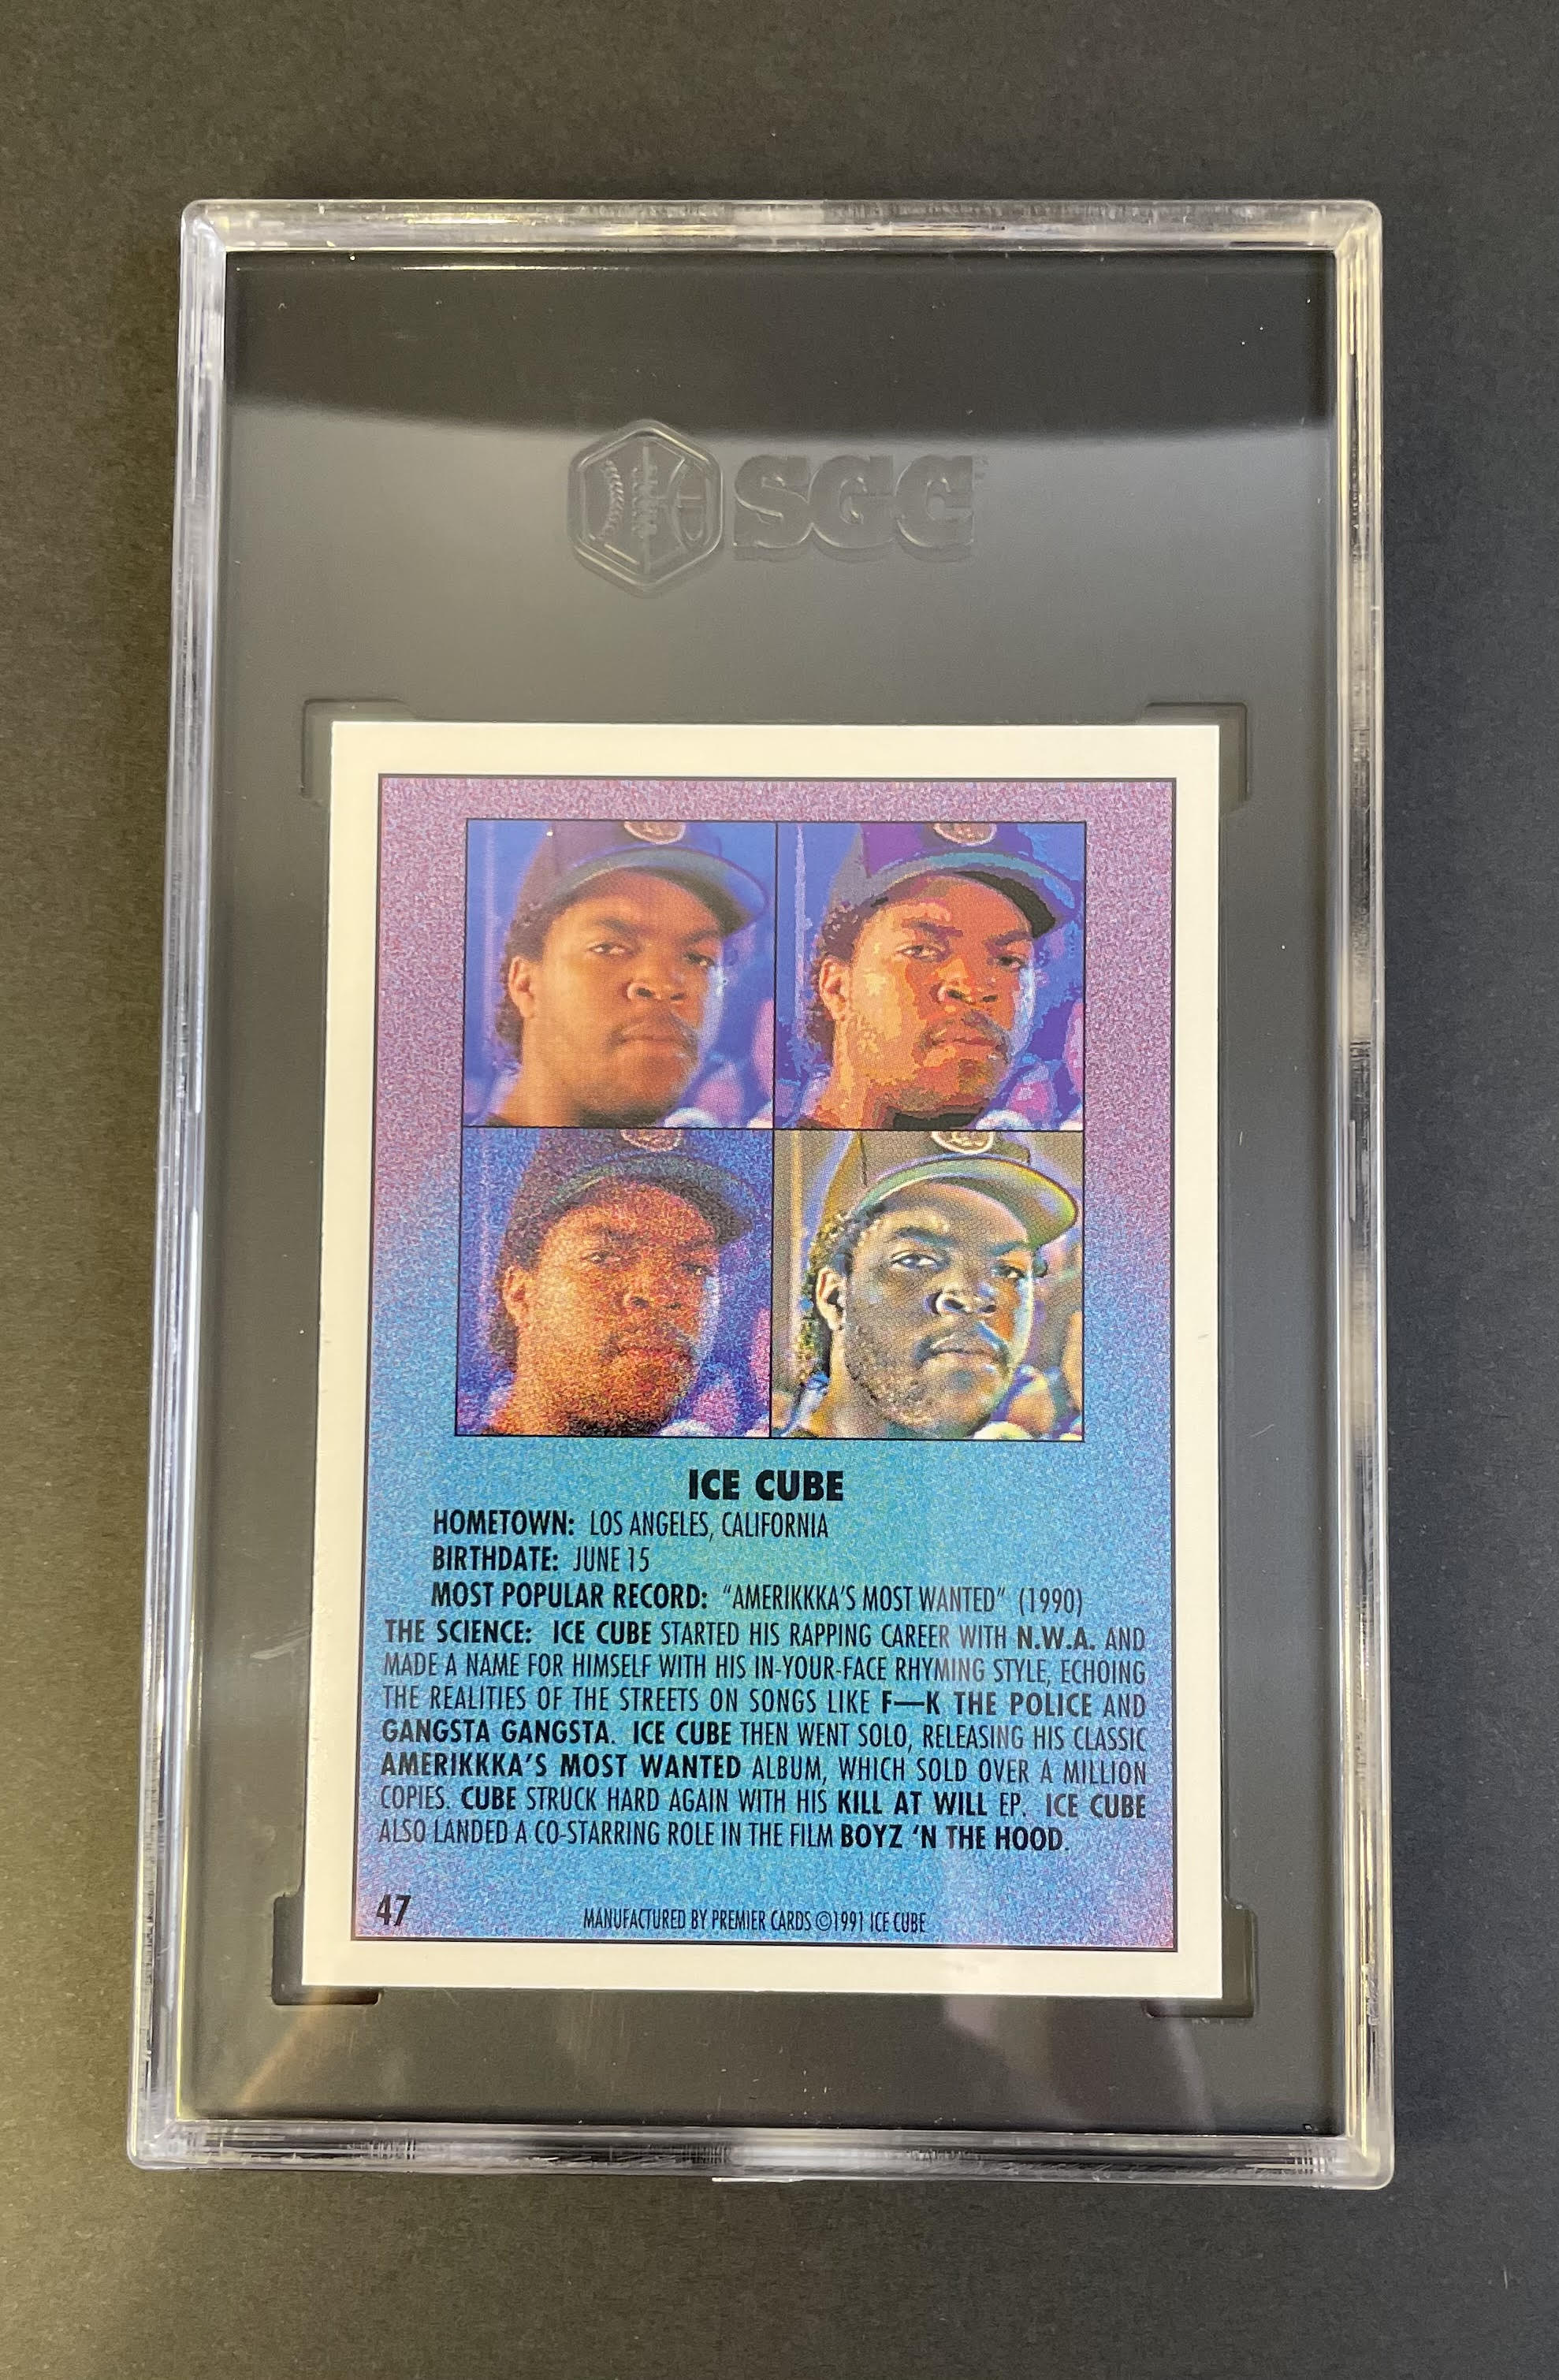 SGC
ICE CUBE
HOMETOWN: LOS ANGELES, CALIFORNIA
BIRTHDATE: JUNE 15
MOST POPULAR RECORD: "AMERIKKKA'S MOST WANTED" (1990)
THE SCIENCE: ICE CUBE STARTED HIS RAPPING CAREER WITH N.W.A. AND
MADE A NAME FOR HIMSELF WITH HIS IN-YOUR-FACE RHYMING STYLE, ECHOING
THE REALITIES OF THE STREETS ON SONGS LIKE F—K THE POLICE AND
GANGSTA GANGSTA. ICE CUBE THEN WENT SOLO, RELEASING HIS CLASSIC
AMERIKKKA'S MOST WANTED ALBUM, WHICH SOLD OVER A MILLION
COPIES. CUBE STRUCK HARD AGAIN WITH HIS KILL AT WILL EP. ICE CUBE
ALSO LANDED A CO-STARRING ROLE IN THE FILM BOYZ 'N THE HOOD.
47
MANUFACTURED BY PREMIER CARDS ©1991 ICE CUBE